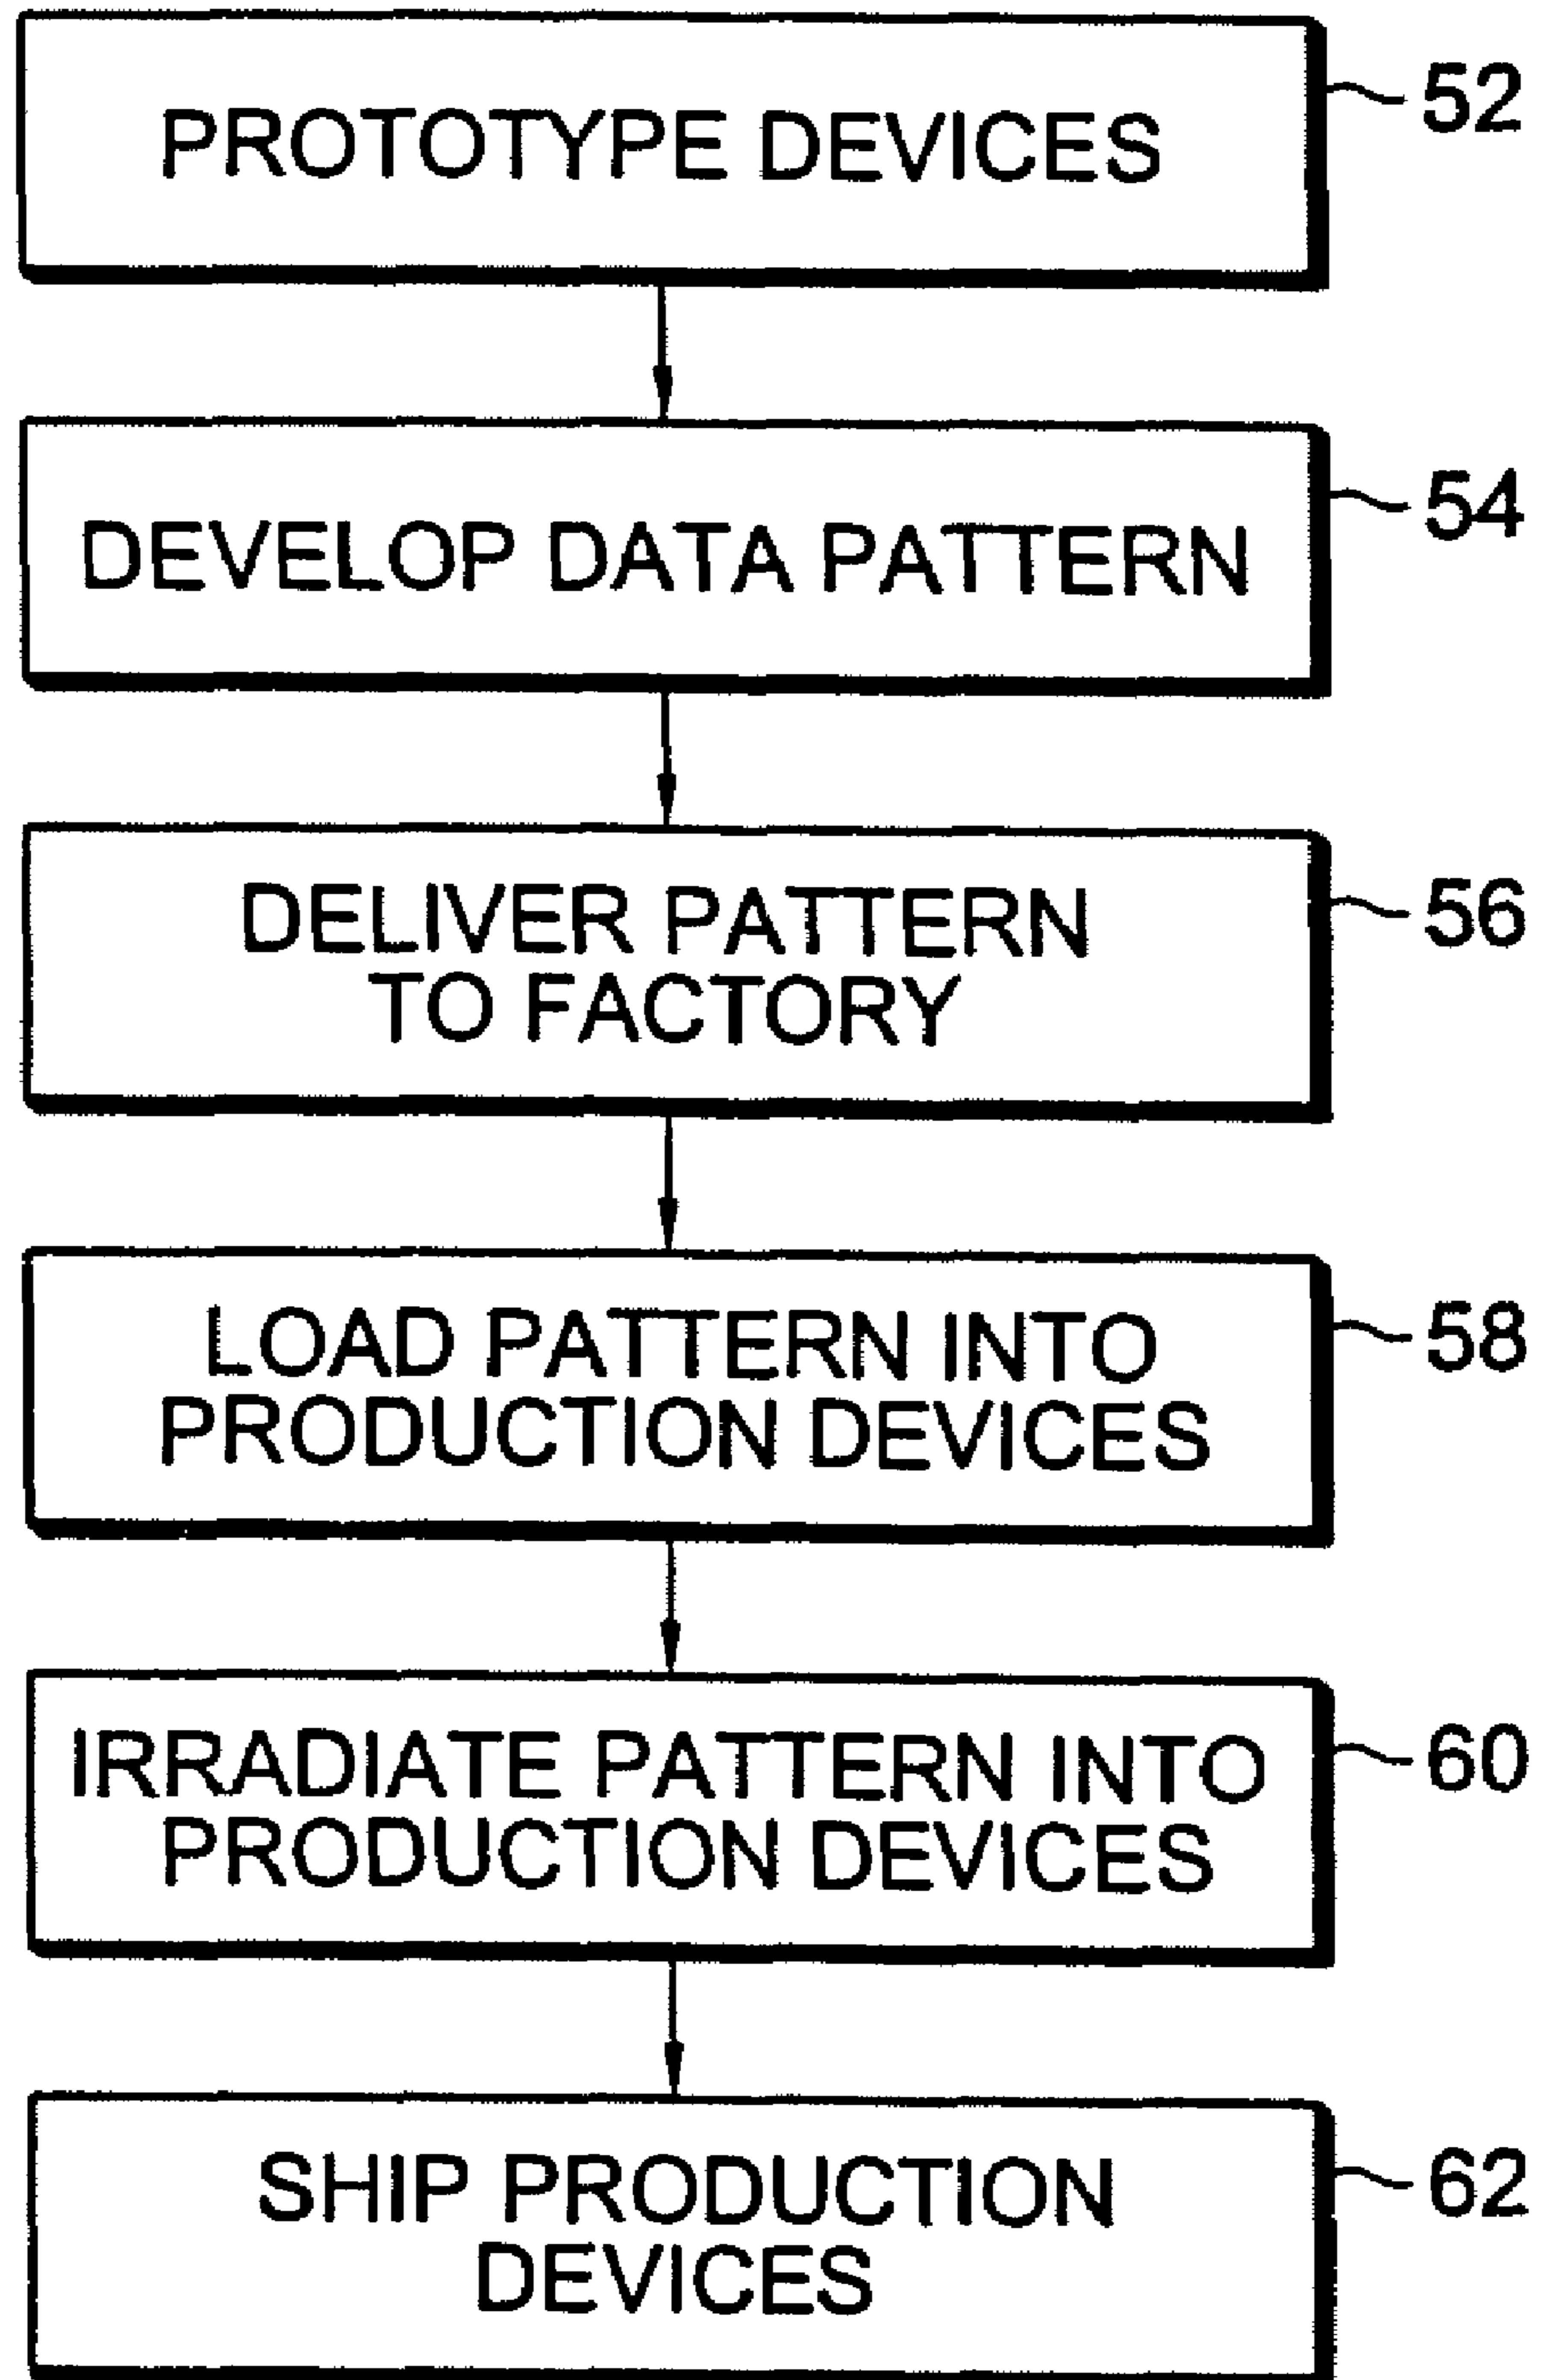 PROTOTYPE DEVICES
52
DEVELOP DATA PATTERN
54
DELIVER PATTERN
TO FACTORY
56
LOAD PATTERN INTO
PRODUCTION DEVICES
58
IRRADIATE PATTERN INTO
PRODUCTION DEVICES
60
SHIP PRODUCTION
DEVICES
62